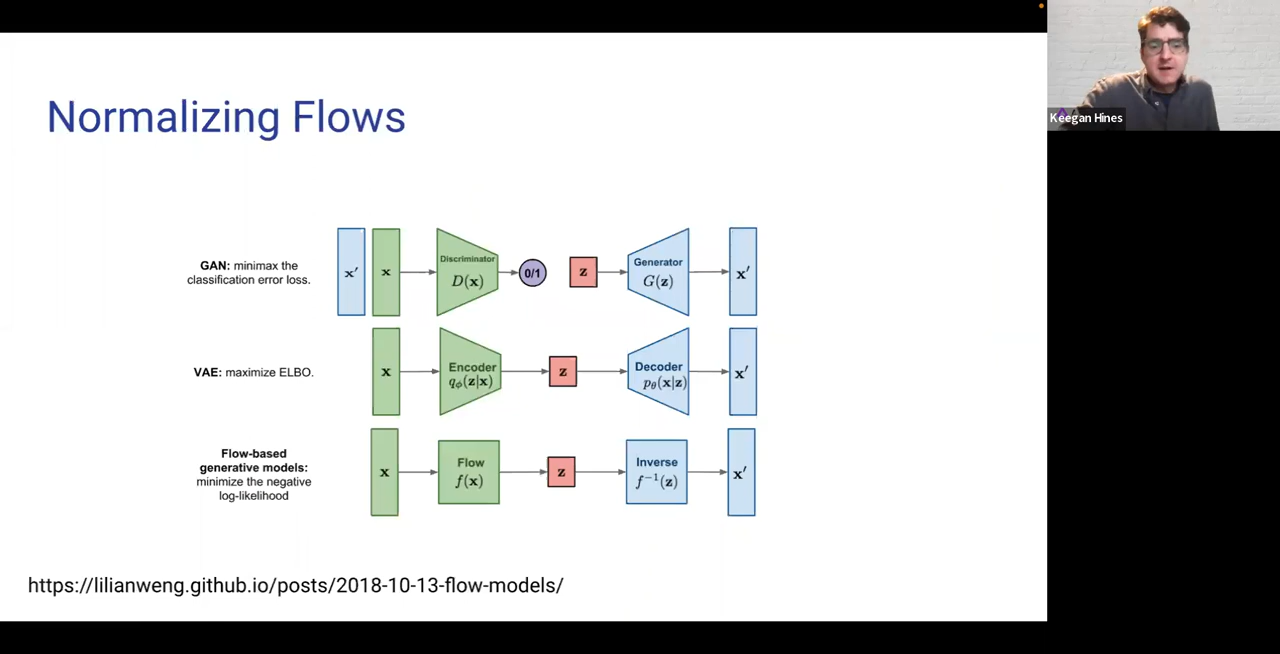 Normalizing Flows
Keegan Hines
GAN: minimax the
classification error loss.
x′
x
Discriminator
D(x)
0/1
z
Generator
G(z)
x′
VAE: maximize ELBO.
x
Encoder
qϕ(z|x)
z
Decoder
pθ(x|z)
x′
Flow-based
generative models:
minimize the negative
log-likelihood
x
Flow
f(x)
z
Inverse
f⁻¹(z)
x′
https://lilianweng.github.io/posts/2018-10-13-flow-models/